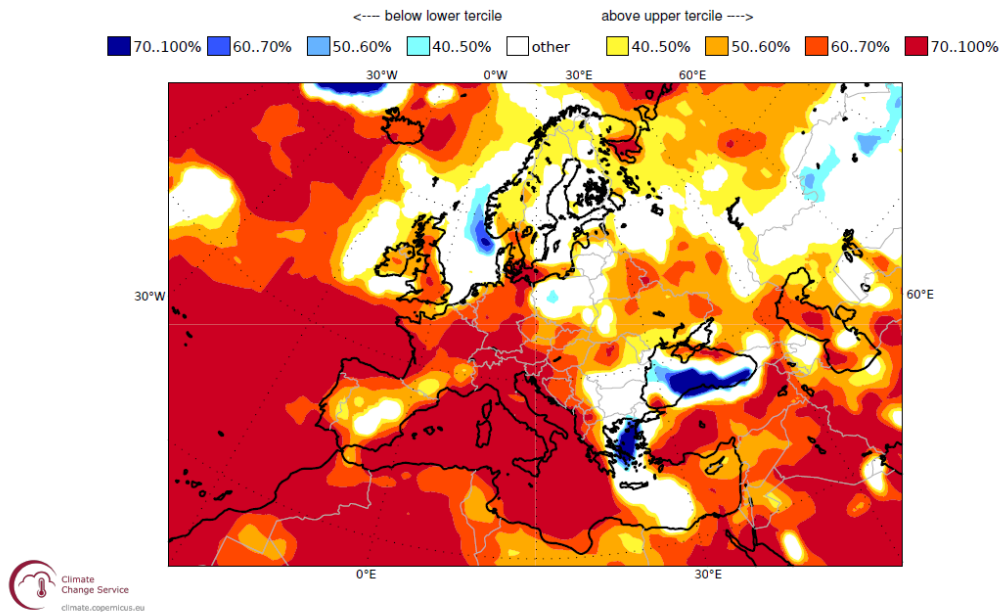 <---- below lower tercile above upper tercile ---->
70..100% 60..70% 50..60% 40..50% other 40..50% 50..60% 60..70% 70..100%
30°W 0°W 30°E 60°E
30°W 60°E
0°E 30°E
Climate
Change Service
climate.copernicus.eu